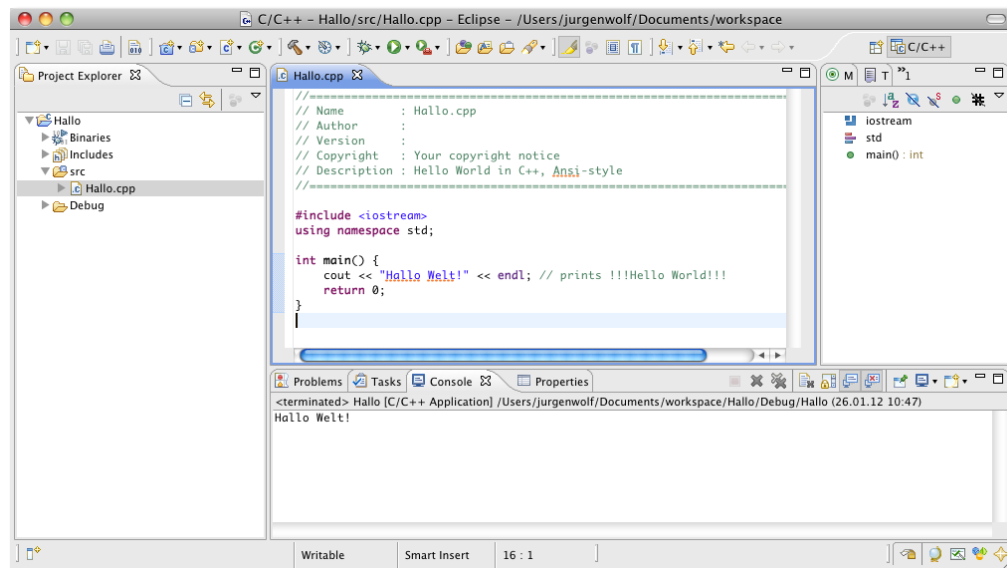 C/C++ - Hallo/src/Hallo.cpp - Eclipse - /Users/jurgenwolf/Documents/workspace
C/C++
Project Explorer
Hallo
Binaries
Includes
src
Hallo.cpp
Debug
Hallo.cpp
//============================================================================
// Name        : Hallo.cpp
// Author      :
// Version     :
// Copyright   : Your copyright notice
// Description : Hello World in C++, Ansi-style
//============================================================================
#include <iostream>
using namespace std;
int main() {
cout << "Hallo Welt!" << endl; // prints !!!Hello World!!!
return 0;
}
M T »1
iostream
std
main() : int
Problems Tasks Console Properties
<terminated> Hallo [C/C++ Application] /Users/jurgenwolf/Documents/workspace/Hallo/Debug/Hallo (26.01.12 10:47)
Hallo Welt!
Writable Smart Insert 16 : 1